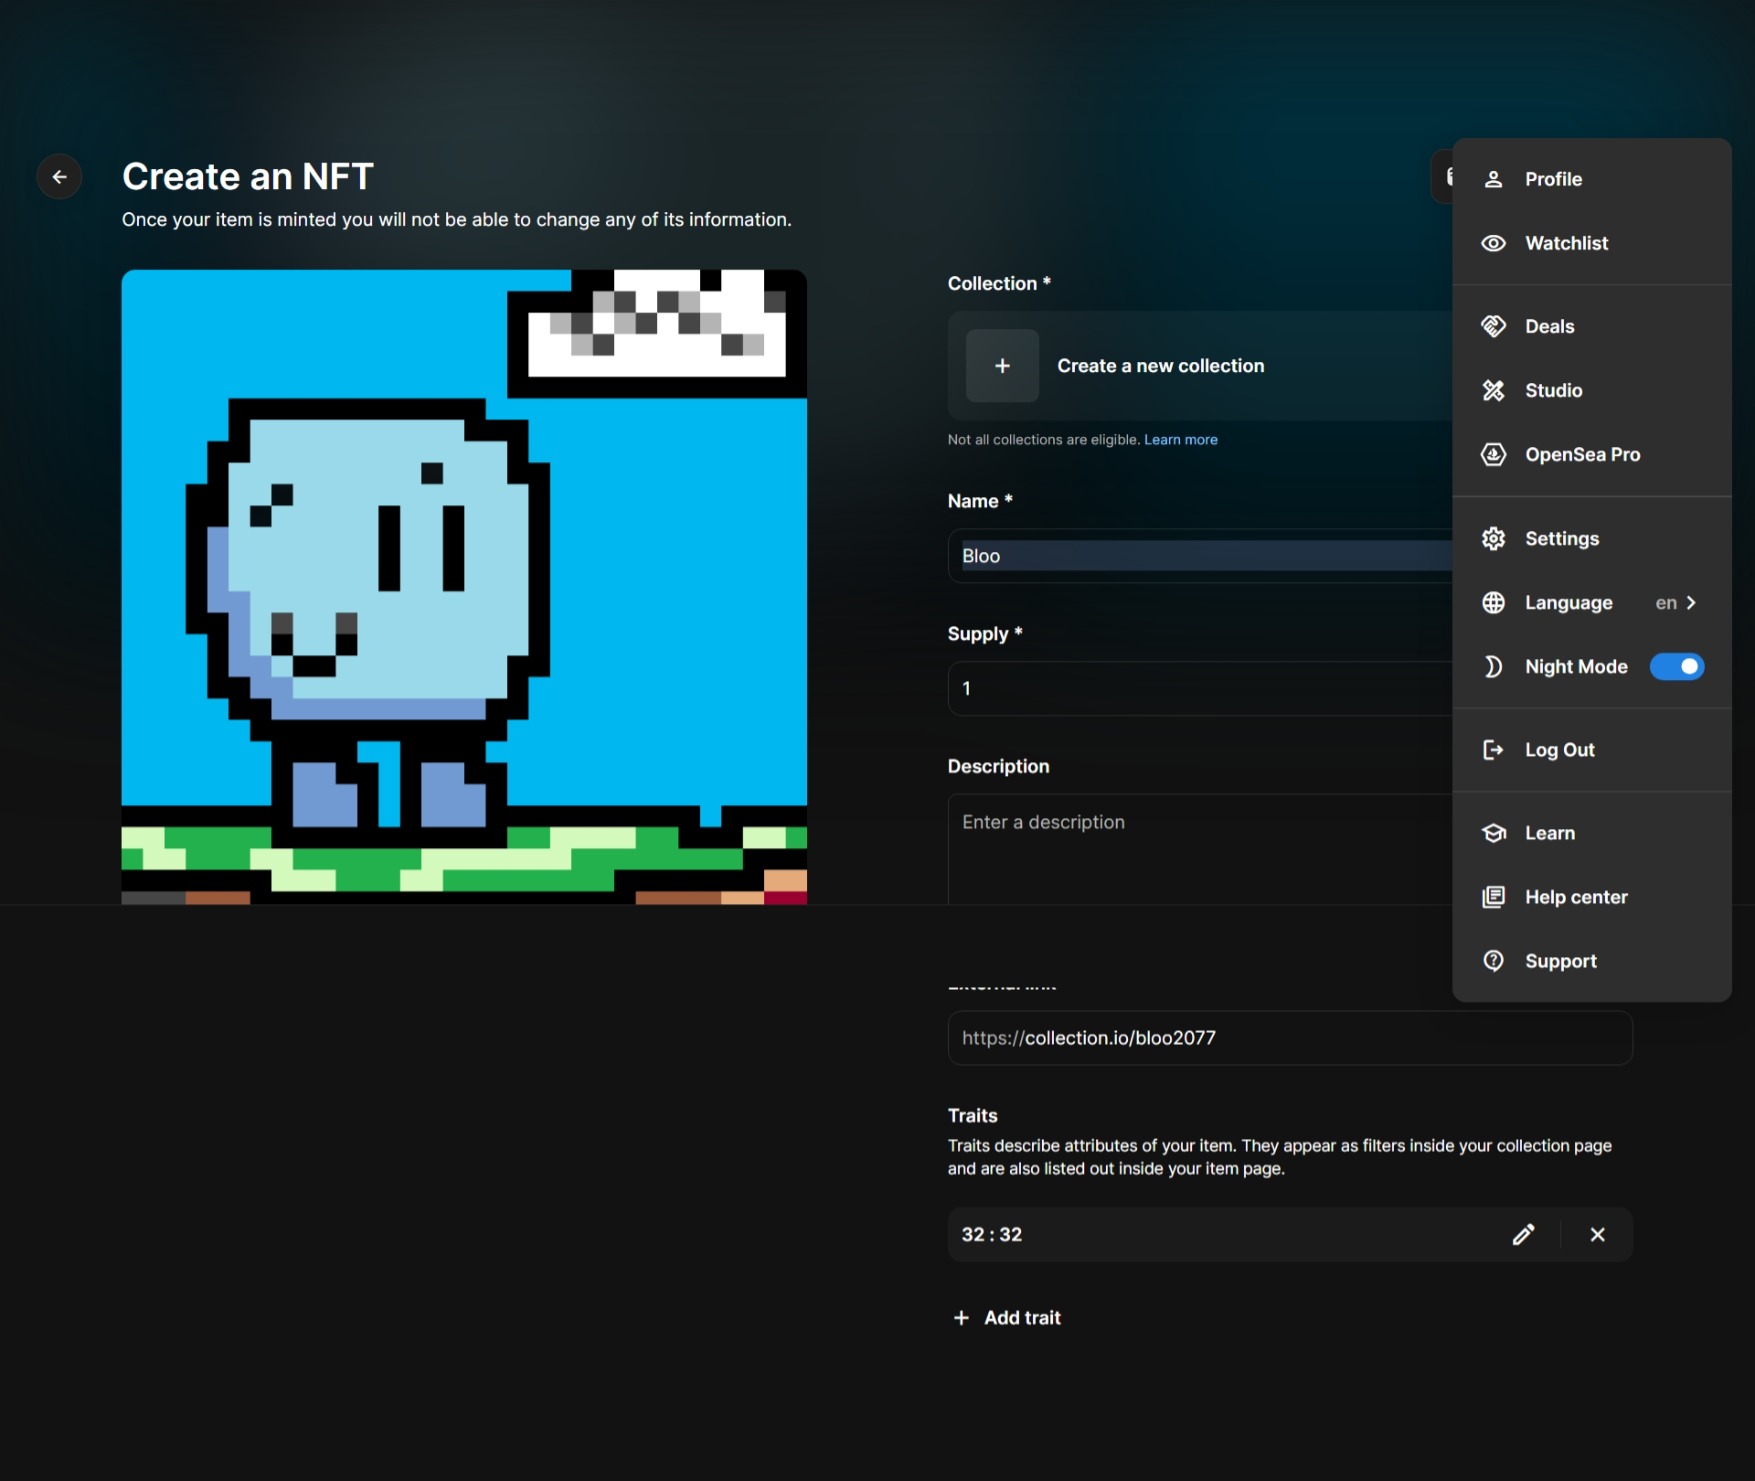 Create an NFT
Once your item is minted you will not be able to change any of its information.
Collection *
Create a new collection
Not all collections are eligible. Learn more
Name *
Bloo
Supply *
1
Description
Enter a description
https://collection.io/bloo2077
Traits
Traits describe attributes of your item. They appear as filters inside your collection page
and are also listed out inside your item page.
32 : 32
Add trait
Profile
Watchlist
Deals
Studio
OpenSea Pro
Settings
Language en
Night Mode
Log Out
Learn
Help center
Support